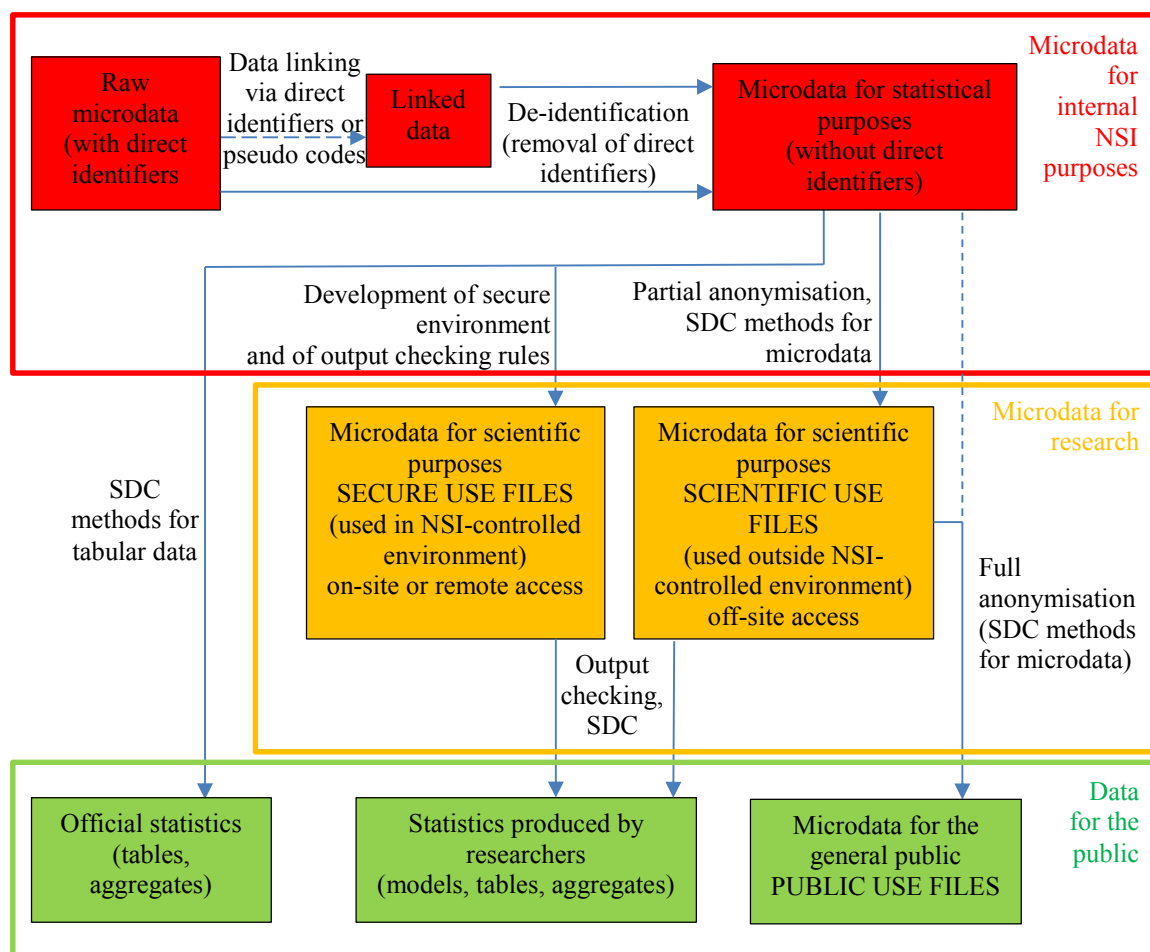 Raw
microdata
(with direct
identifiers
Data linking
via direct
identifiers or
pseudo codes
Linked
data
De-identification
(removal of direct
identifiers)
Microdata for statistical
purposes
(without direct
identifiers)
Microdata
for
internal
NSI
purposes
Development of secure
environment
and of output checking rules
Partial anonymisation,
SDC methods for
microdata
Microdata for
research
SDC
methods for
tabular data
Microdata for scientific
purposes
SECURE USE FILES
(used in NSI-controlled
environment)
on-site or remote access
Microdata for scientific
purposes
SCIENTIFIC USE
FILES
(used outside NSI-
controlled environment)
off-site access
Full
anonymisation
(SDC methods
for microdata)
Output
checking,
SDC
Data
for the
public
Official statistics
(tables,
aggregates)
Statistics produced by
researchers
(models, tables, aggregates)
Microdata for the
general public
PUBLIC USE FILES